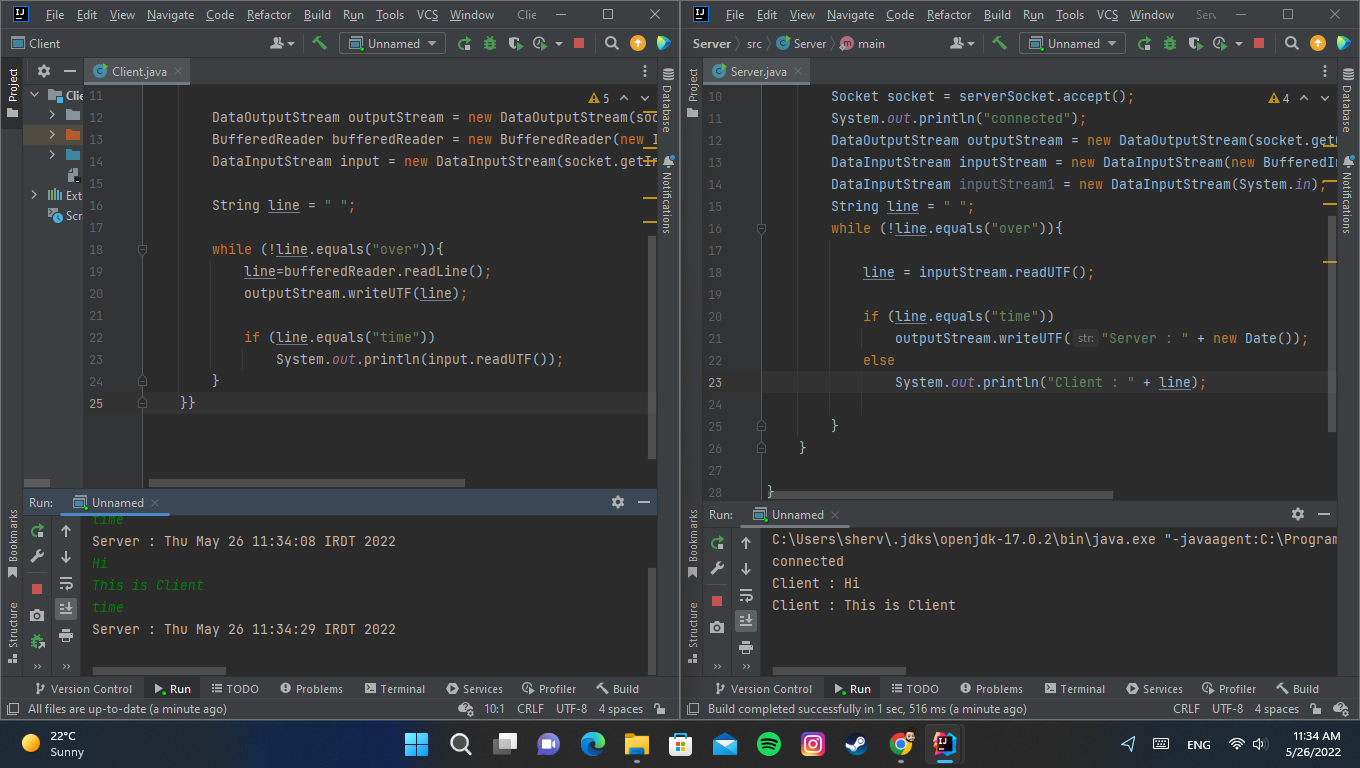 File Edit View Navigate Code Refactor Build Run Tools VCS Window Clie
Client Unnamed
Project
Client.java
Clie
Ext
Scr
11
12 DataOutputStream outputStream = new DataOutputStream(soc
13 BufferedReader bufferedReader = new BufferedReader(new I
14 DataInputStream input = new DataInputStream(socket.getIn
15
16 String line = " ";
17
18 while (!line.equals("over")){
19 line=bufferedReader.readLine();
20 outputStream.writeUTF(line);
21
22 if (line.equals("time"))
23 System.out.println(input.readUTF());
24 }
25 }}
5
Database
Notifications
Bookmarks
Structure
Run: Unnamed
time
Server : Thu May 26 11:34:08 IRDT 2022
Hi
This is Client
time
Server : Thu May 26 11:34:29 IRDT 2022
Version Control Run TODO Problems Terminal Services Profiler Build
All files are up-to-date (a minute ago) 10:1 CRLF UTF-8 4 spaces
File Edit View Navigate Code Refactor Build Run Tools VCS Window Serv
Server src Server main Unnamed
Project
Server.java
10 Socket socket = serverSocket.accept();
11 System.out.println("connected");
12 DataOutputStream outputStream = new DataOutputStream(socket.getO
13 DataInputStream inputStream = new DataInputStream(new BufferedIn
14 DataInputStream inputStream1 = new DataInputStream(System.in);
15 String line = " ";
16 while (!line.equals("over")){
17
18 line = inputStream.readUTF();
19
20 if (line.equals("time"))
21 outputStream.writeUTF( str: "Server : " + new Date());
22 else
23 System.out.println("Client : " + line);
24
25 }
26 }
27
28 }
4
Database
Notifications
Bookmarks
Structure
Run: Unnamed
C:\Users\sherv\.jdks\openjdk-17.0.2\bin\java.exe "-javaagent:C:\Program
connected
Client : Hi
Client : This is Client
Version Control Run TODO Problems Terminal Services Profiler Build
Build completed successfully in 1 sec, 516 ms (a minute ago) CRLF UTF-8 4 spaces
22°C
Sunny
ENG
11:34 AM
5/26/2022